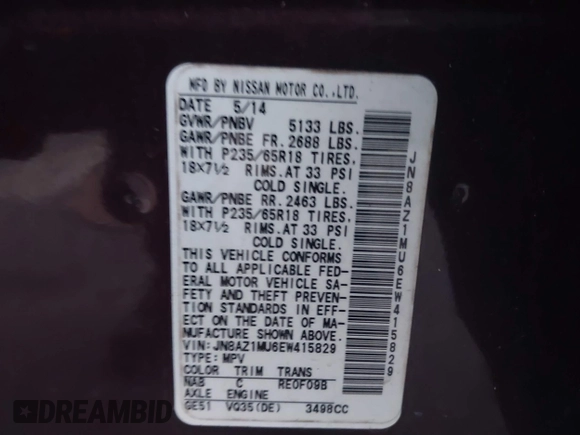 MFD BY NISSAN MOTOR CO.,LTD.
DATE 5/14
GVWR/PNBV 5133 LBS.
GAWR/PNBE FR. 2688 LBS.
WITH P235/65R18 TIRES.
18X7½ RIMS.AT 33 PSI
COLD SINGLE.
GAWR/PNBE RR. 2463 LBS.
WITH P235/65R18 TIRES.
18X7½ RIMS.AT 33 PSI
COLD SINGLE.
THIS VEHICLE CONFORMS
TO ALL APPLICABLE FED-
ERAL MOTOR VEHICLE SA-
FETY AND THEFT PREVEN-
TION STANDARDS IN EFF-
ECT ON THE DATE OF MA-
NUFACTURE SHOWN ABOVE.
VIN: JN8AZ1MU6EW415829
TYPE: MPV
COLOR TRIM TRANS
NAB C RE0F09B
AXLE ENGINE
GE51 VQ35(DE) 3498CC
JN8AZ1MU6EW415829
DREAMBID